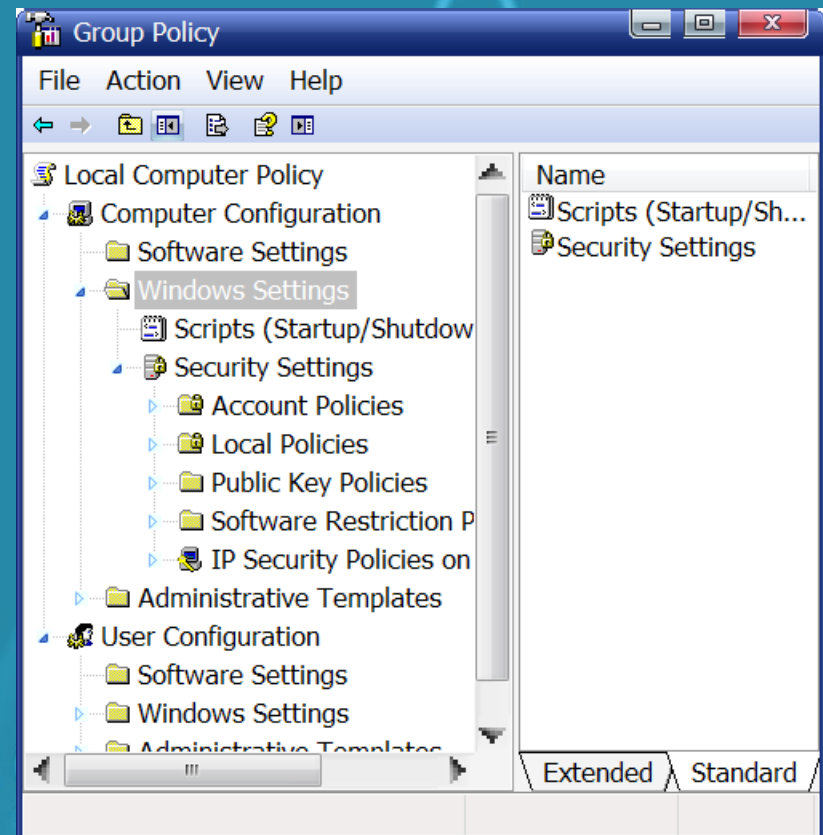 Group Policy
File Action View Help
Local Computer Policy
Computer Configuration
Software Settings
Windows Settings
Scripts (Startup/Shutdow
Security Settings
Account Policies
Local Policies
Public Key Policies
Software Restriction P
IP Security Policies on
Administrative Templates
User Configuration
Software Settings
Windows Settings
Administrative Templates
Name
Scripts (Startup/Sh...
Security Settings
Extended Standard